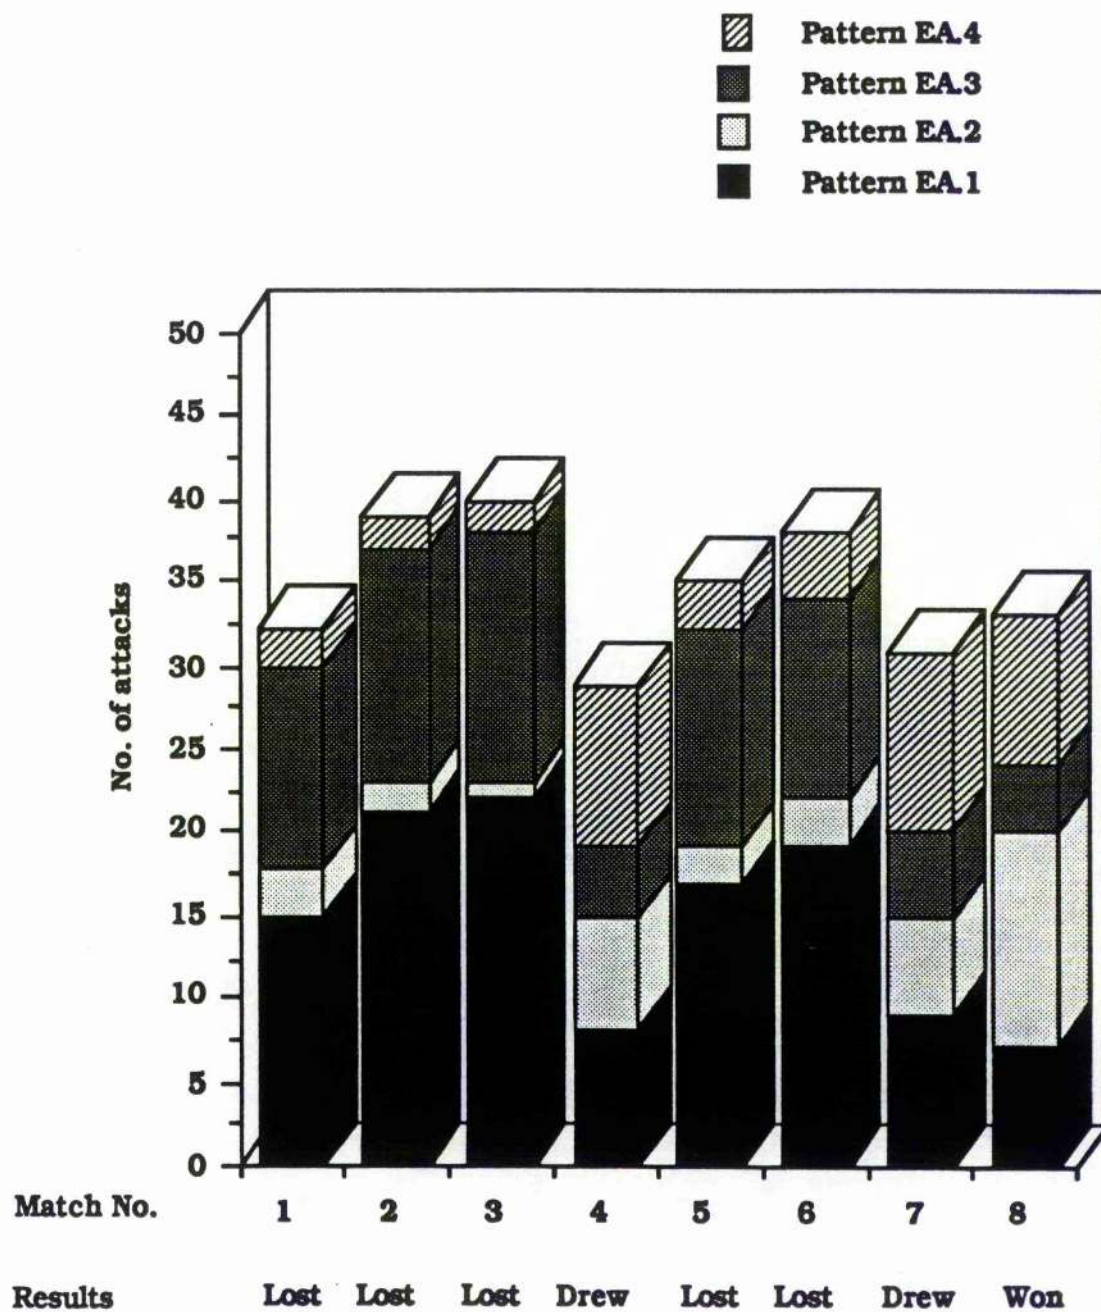 Pattern EA.4
Pattern EA.3
Pattern EA.2
Pattern EA.1
50
45
40
35
30
25
20
15
10
5
0
No. of attacks
Match No. 1 2 3 4 5 6 7 8
Results Lost Lost Lost Drew Lost Lost Drew Won